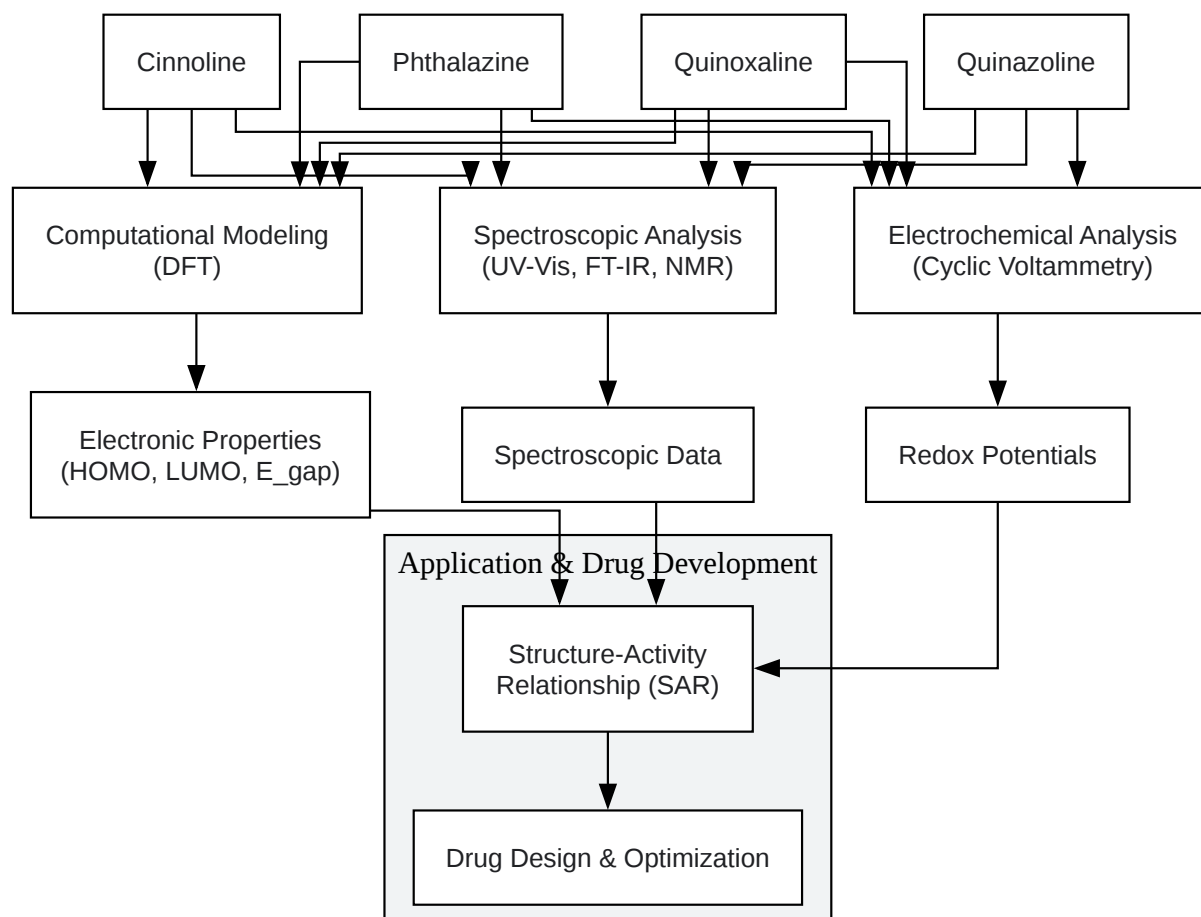 Cinnoline
Phthalazine
Quinoxaline
Quinazoline
Computational Modeling
(DFT)
Spectroscopic Analysis
(UV-Vis, FT-IR, NMR)
Electrochemical Analysis
(Cyclic Voltammetry)
Electronic Properties
(HOMO, LUMO, E_gap)
Spectroscopic Data
Redox Potentials
Application & Drug Development
Structure-Activity
Relationship (SAR)
Drug Design & Optimization